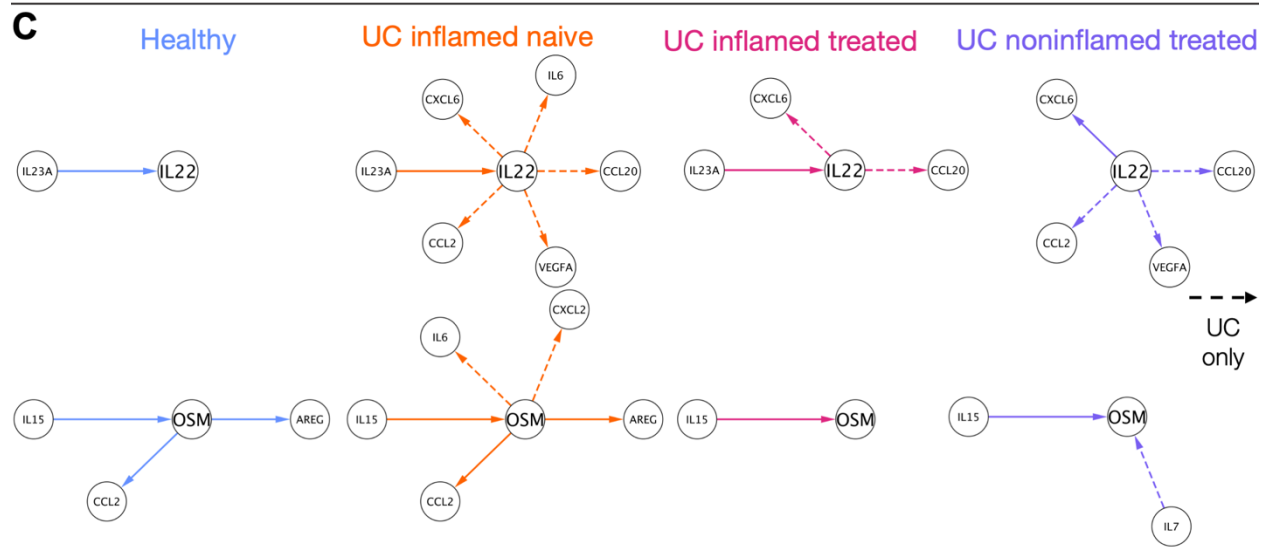 C
Healthy
UC inflamed naive
UC inflamed treated
UC noninflamed treated
IL23A
IL22
CXCL6
IL6
IL23A
IL22
CCL20
CCL2
VEGFA
CXCL6
IL23A
IL22
CCL20
CXCL6
IL22
CCL20
CCL2
VEGFA
UC
only
IL15
OSM
AREG
CCL2
IL6
CXCL2
IL15
OSM
AREG
CCL2
IL15
OSM
IL15
OSM
IL7